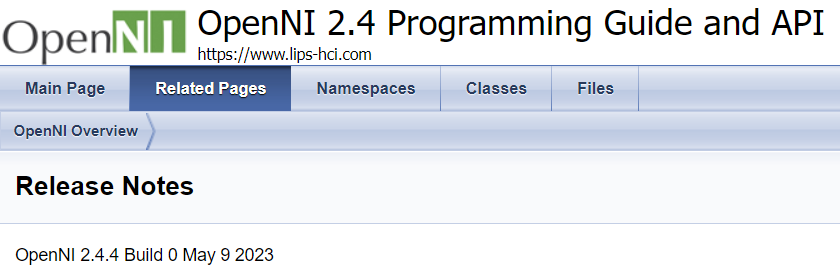 OpenNI
OpenNI 2.4 Programming Guide and API
https://www.lips-hci.com
Main Page
Related Pages
Namespaces
Classes
Files
OpenNI Overview
Release Notes
OpenNI 2.4.4 Build 0 May 9 2023